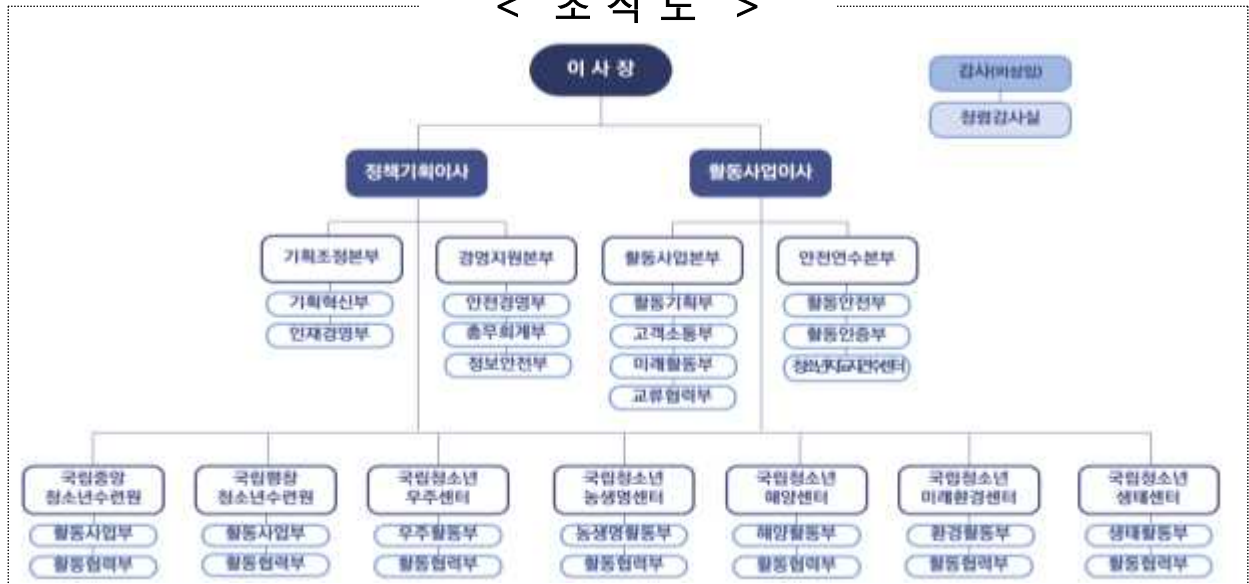 < 조 직 도 >
이 사 장
감사(비상임)
청렴감사실
정책기획이사
활동사업이사
기획조정본부
경영지원본부
활동사업본부
안전연수본부
기획혁신부
안전경영부
활동기획부
활동안전부
인재경영부
총무회계부
고객소통부
활동인증부
정보안전부
미래활동부
교류협력부
국립중앙
청소년수련원
국립평창
청소년수련원
국립청소년
우주센터
국립청소년
농생명센터
국립청소년
해양센터
국립청소년
미래환경센터
국립청소년
생태센터
활동사업부
활동사업부
우주활동부
농생명활동부
해양활동부
환경활동부
생태활동부
활동협력부
활동협력부
활동협력부
활동협력부
활동협력부
활동협력부
활동협력부